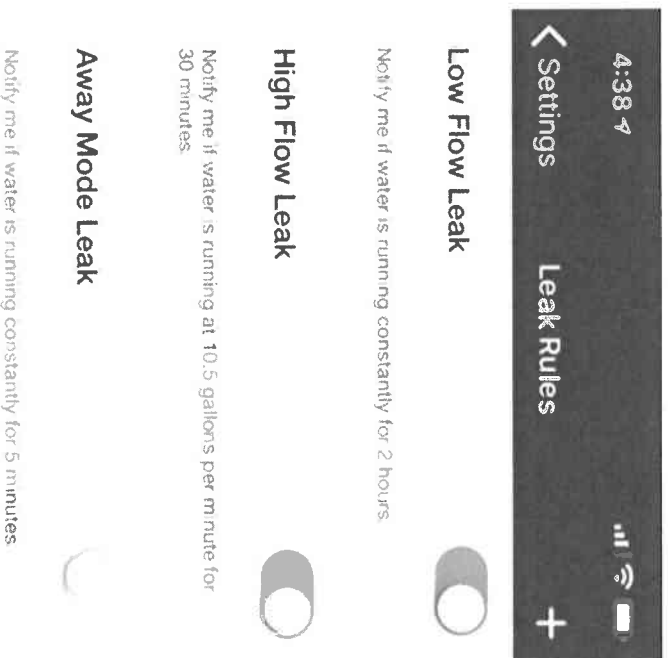 4:38
Settings
Leak Rules
Low Flow Leak
Notify me if water is running constantly for 2 hours.
High Flow Leak
Notify me if water is running at 10.5 gallons per minute for
30 minutes.
Away Mode Leak
Notify me if water is running constantly for 5 minutes.